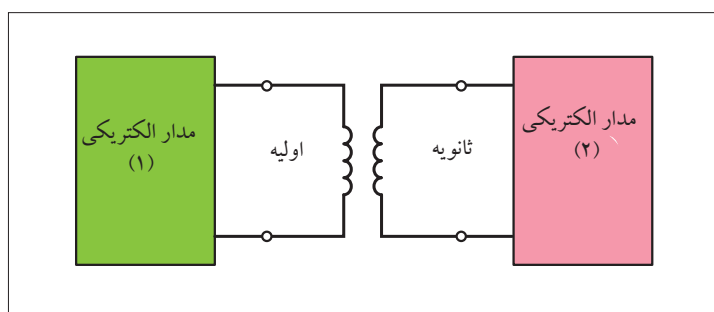 مدار الکتریکی
(۲)
ثانویه
اولیه
مدار الکتریکی
(۱)